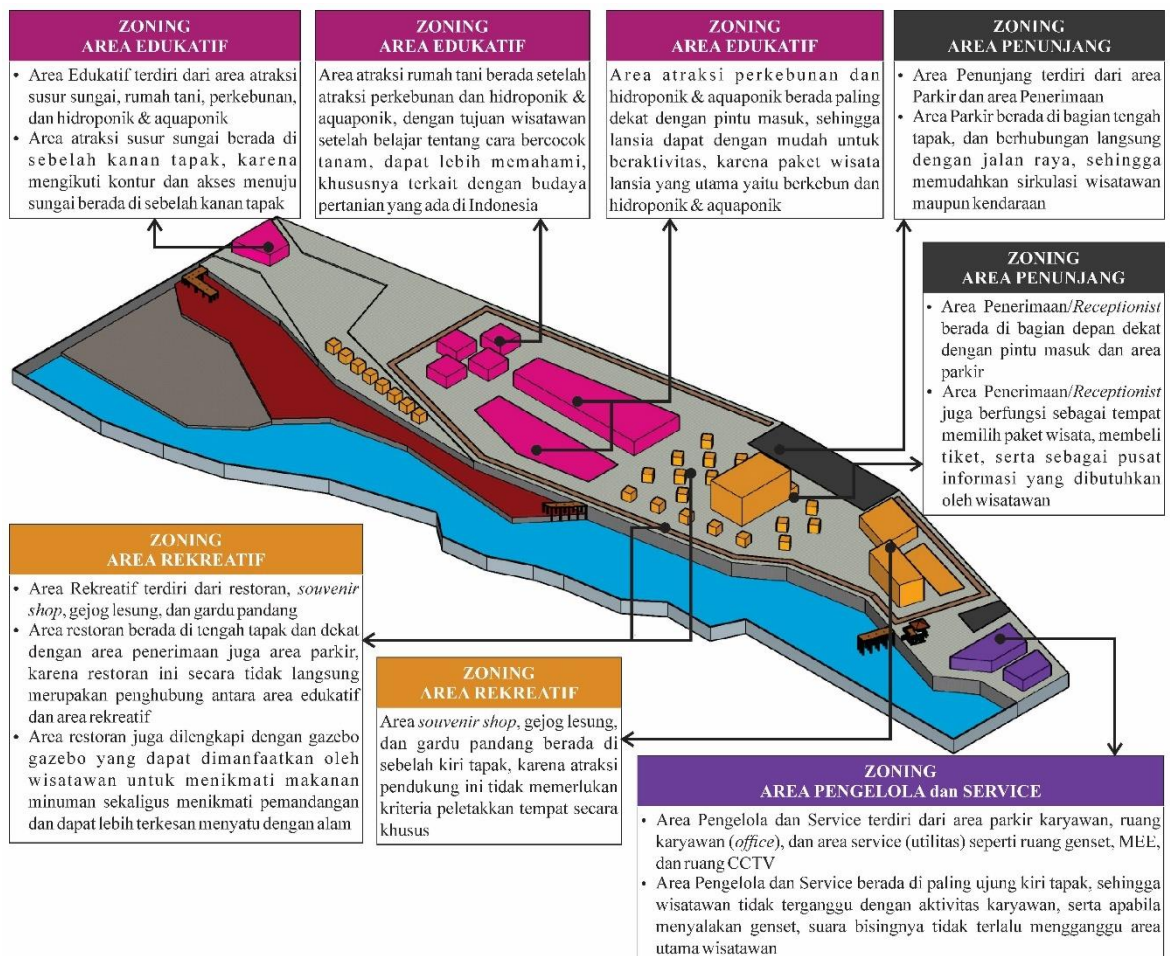 ZONING
AREA EDUKATIF
• Area Edukatif terdiri dari area atraksi
susur sungai, rumah tani, perkebunan,
dan hidroponik & aquaponik
• Area atraksi susur sungai berada di
sebelah kanan tapak, karena
mengikuti kontur dan akses menuju
sungai berada di sebelah kanan tapak
ZONING
AREA EDUKATIF
Area atraksi rumah tani berada setelah
atraksi perkebunan dan hidroponik &
aquaponik, dengan tujuan wisatawan
setelah belajar tentang cara bercocok
tanam, dapat lebih memahami,
khususnya terkait dengan budaya
pertanian yang ada di Indonesia
ZONING
AREA EDUKATIF
Area atraksi perkebunan dan
hidroponik & aquaponik berada paling
dekat dengan pintu masuk, sehingga
lansia dapat dengan mudah untuk
beraktivitas, karena paket wisata
lansia yang utama yaitu berkebun dan
hidroponik & aquaponik
ZONING
AREA PENUNJANG
• Area Penunjang terdiri dari area
Parkir dan area Penerimaan
• Area Parkir berada di bagian tengah
tapak, dan berhubungan langsung
dengan jalan raya, sehingga
memudahkan sirkulasi wisatawan
maupun kendaraan
ZONING
AREA PENUNJANG
• Area Penerimaan/Receptionist
berada di bagian depan dekat
dengan pintu masuk dan area
parkir
• Area Penerimaan/Receptionist
juga berfungsi sebagai tempat
memilih paket wisata, membeli
tiket, serta sebagai pusat
informasi yang dibutuhkan
oleh wisatawan
ZONING
AREA REKREATIF
• Area Rekreatif terdiri dari restoran, souvenir
shop, gejog lesung, dan gardu pandang
• Area restoran berada di tengah tapak dan dekat
dengan area penerimaan juga area parkir,
karena restoran ini secara tidak langsung
merupakan penghubung antara area edukatif
dan area rekreatif
• Area restoran juga dilengkapi dengan gazebo
gazebo yang dapat dimanfaatkan oleh
wisatawan untuk menikmati makanan
minuman sekaligus menikmati pemandangan
dan dapat lebih terkesan menyatu dengan alam
ZONING
AREA REKREATIF
Area souvenir shop, gejog lesung,
dan gardu pandang berada di
sebelah kiri tapak, karena atraksi
pendukung ini tidak memerlukan
kriteria peletakkan tempat secara
khusus
ZONING
AREA PENGELOLA dan SERVICE
• Area Pengelola dan Service terdiri dari area parkir karyawan, ruang
karyawan (office), dan area service (utilitas) seperti ruang genset, MEE,
dan ruang CCTV
• Area Pengelola dan Service berada di paling ujung kiri tapak, sehingga
wisatawan tidak terganggu dengan aktivitas karyawan, serta apabila
menyalakan genset, suara bisingnya tidak terlalu mengganggu area
utama wisatawan